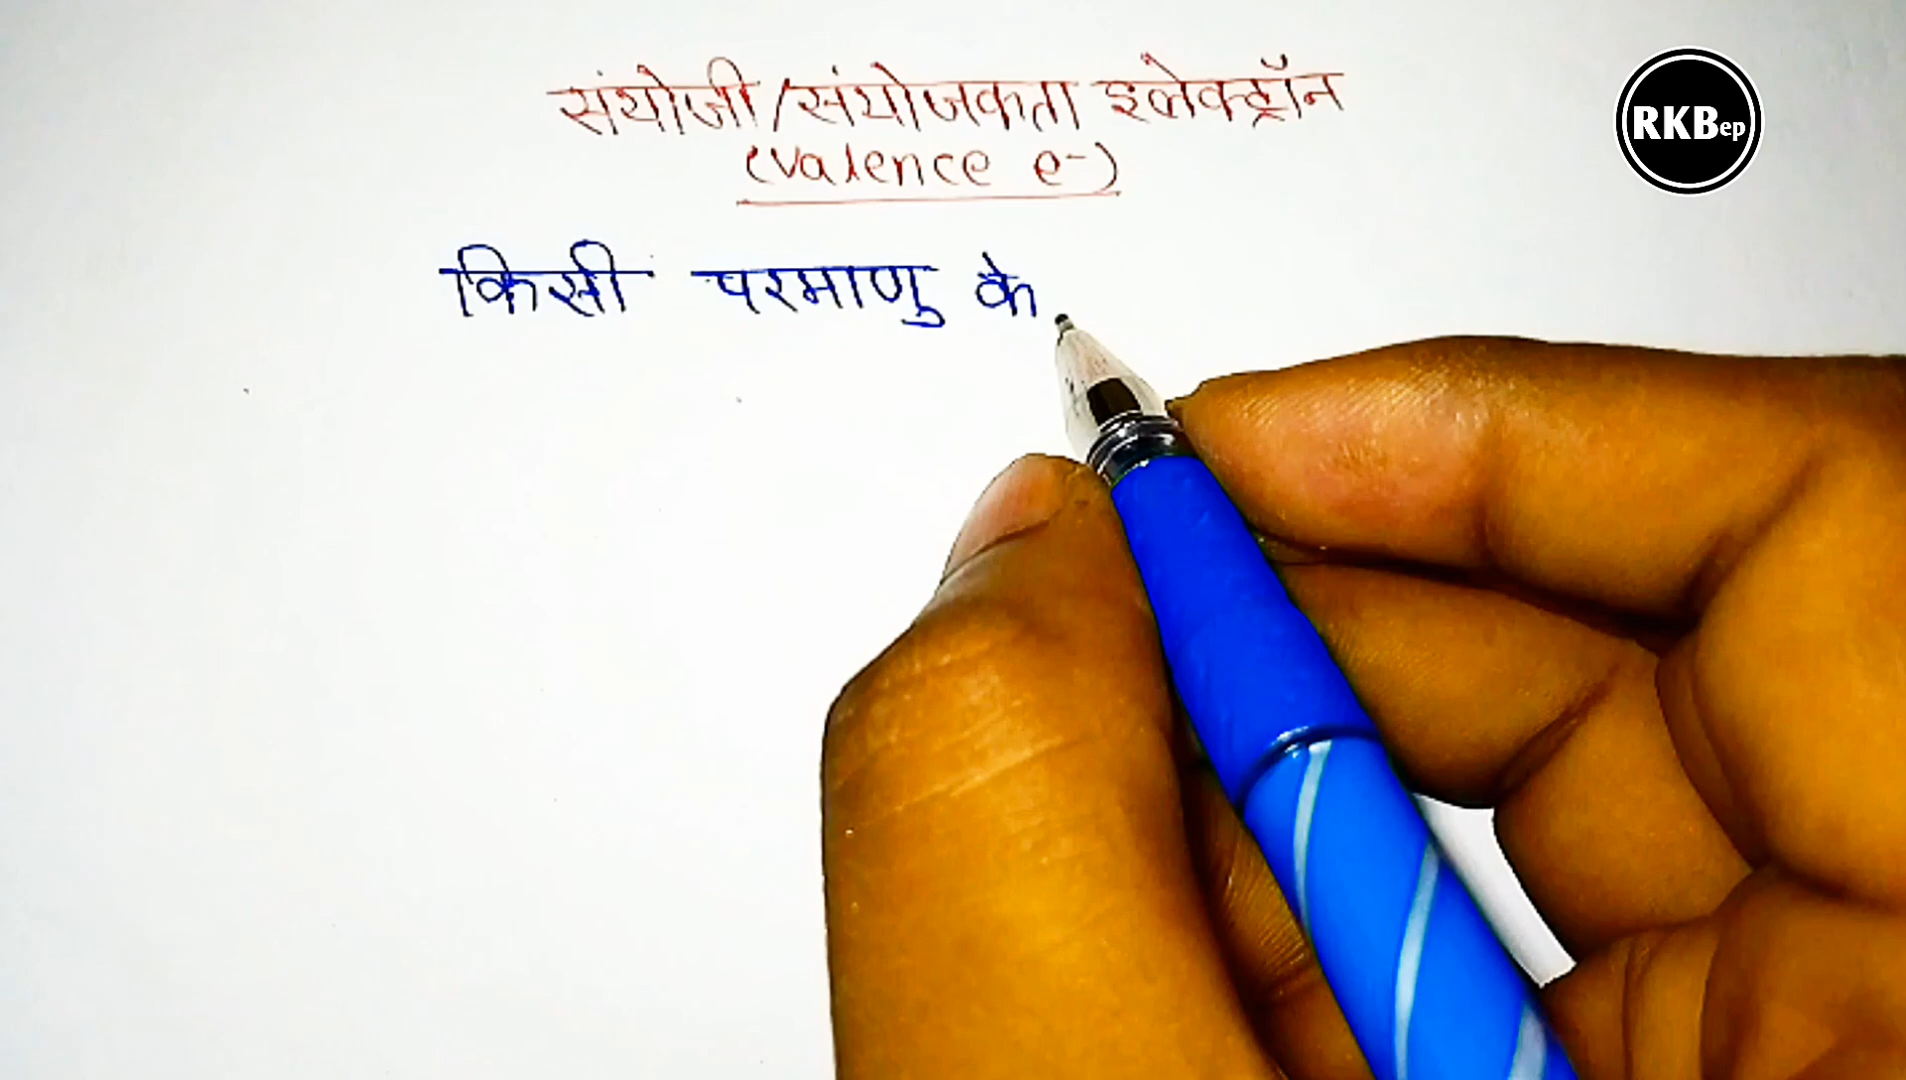 संयोजी/संयोजकता इलेक्ट्रॉन
(valence e-)
किसी परमाणु के
RKBep